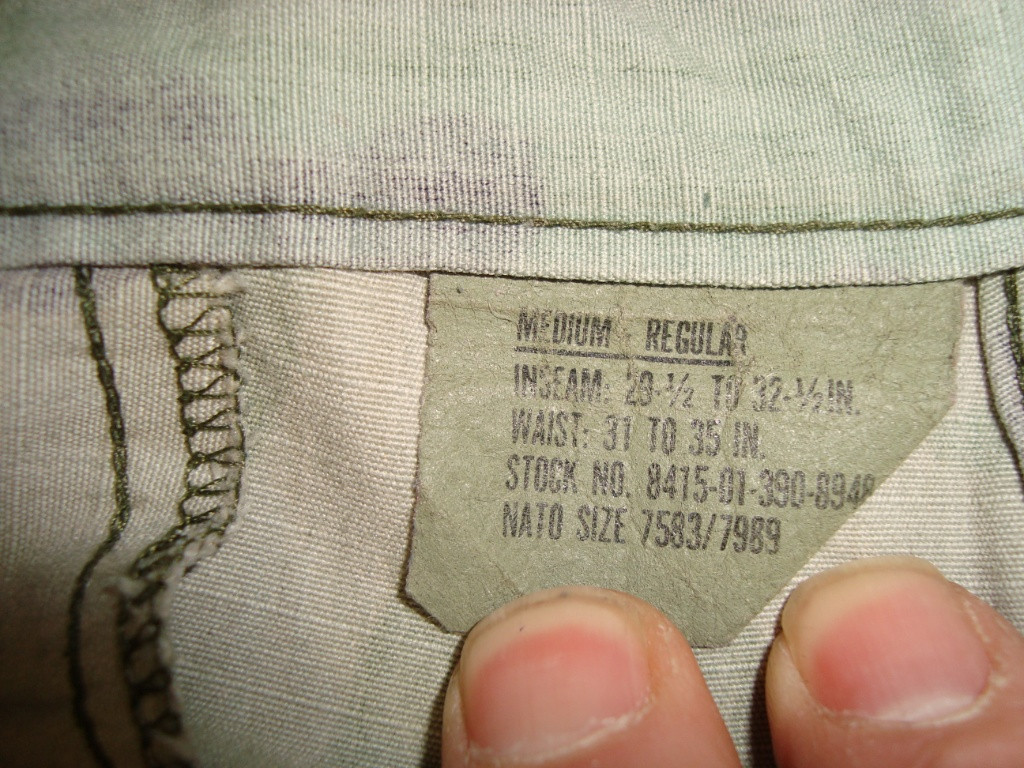 MEDIUM REGULAR
INSEAM: 29-½ TO 32-½ IN.
WAIST: 31 TO 35 IN.
STOCK NO. 8415-01-390-8948
NATO SIZE 7583/7989